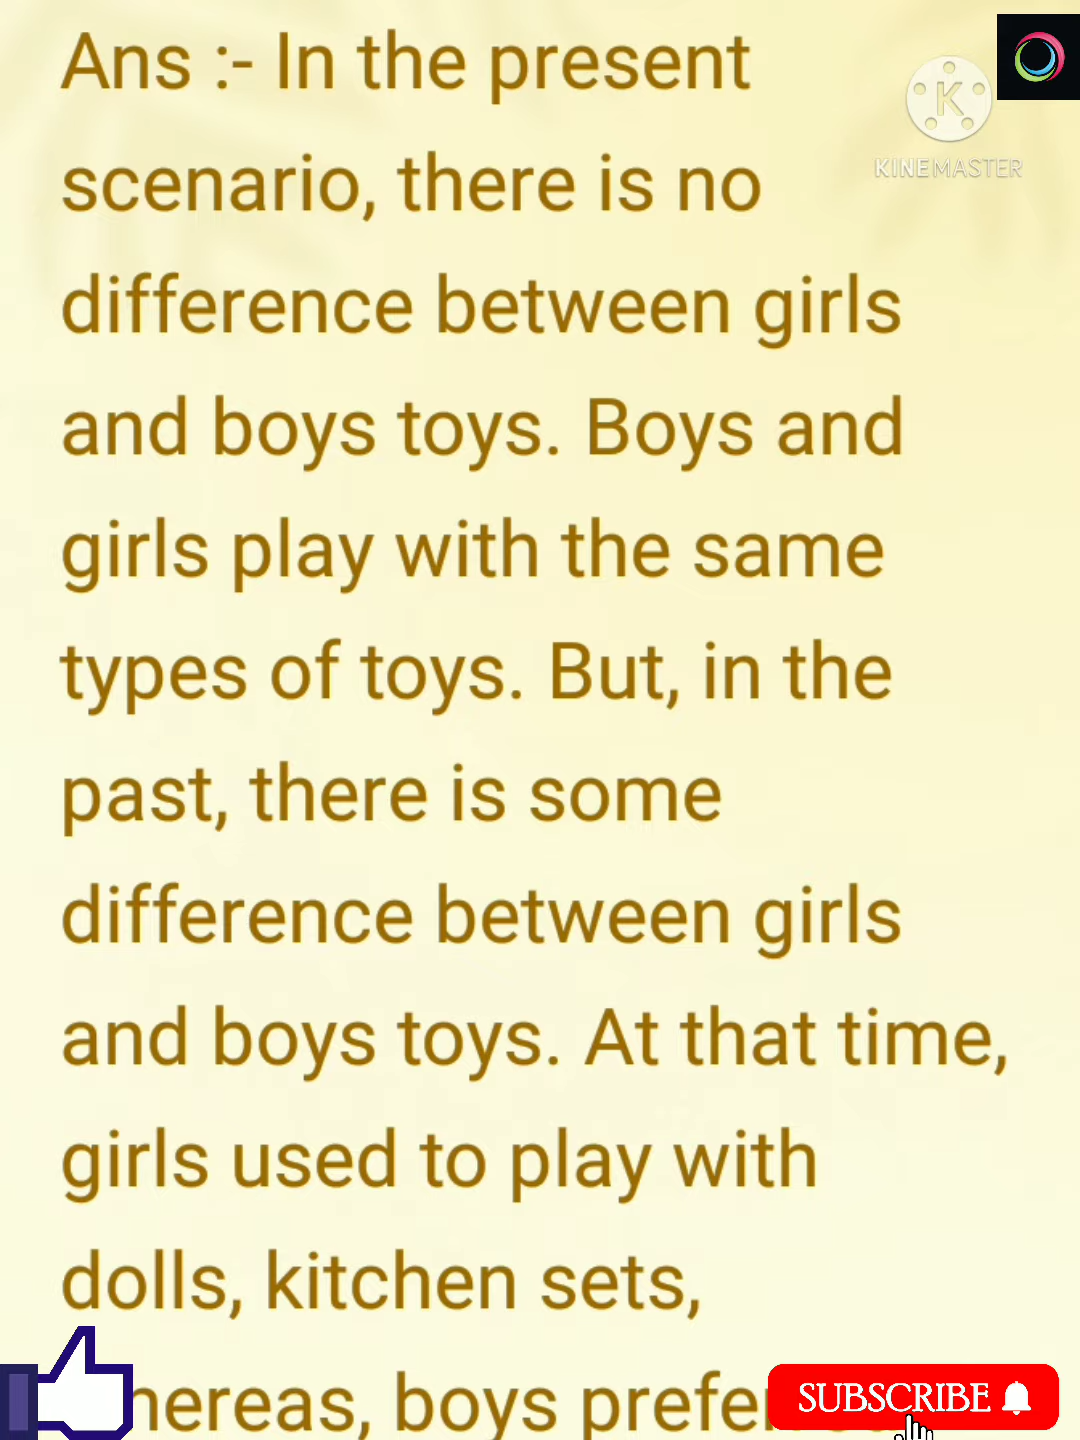 Ans :- In the present
scenario, there is no
difference between girls
and boys toys. Boys and
girls play with the same
types of toys. But, in the
past, there is some
difference between girls
and boys toys. At that time,
girls used to play with
dolls, kitchen sets,
boys
KINEMASTER
SUBSCRIBE